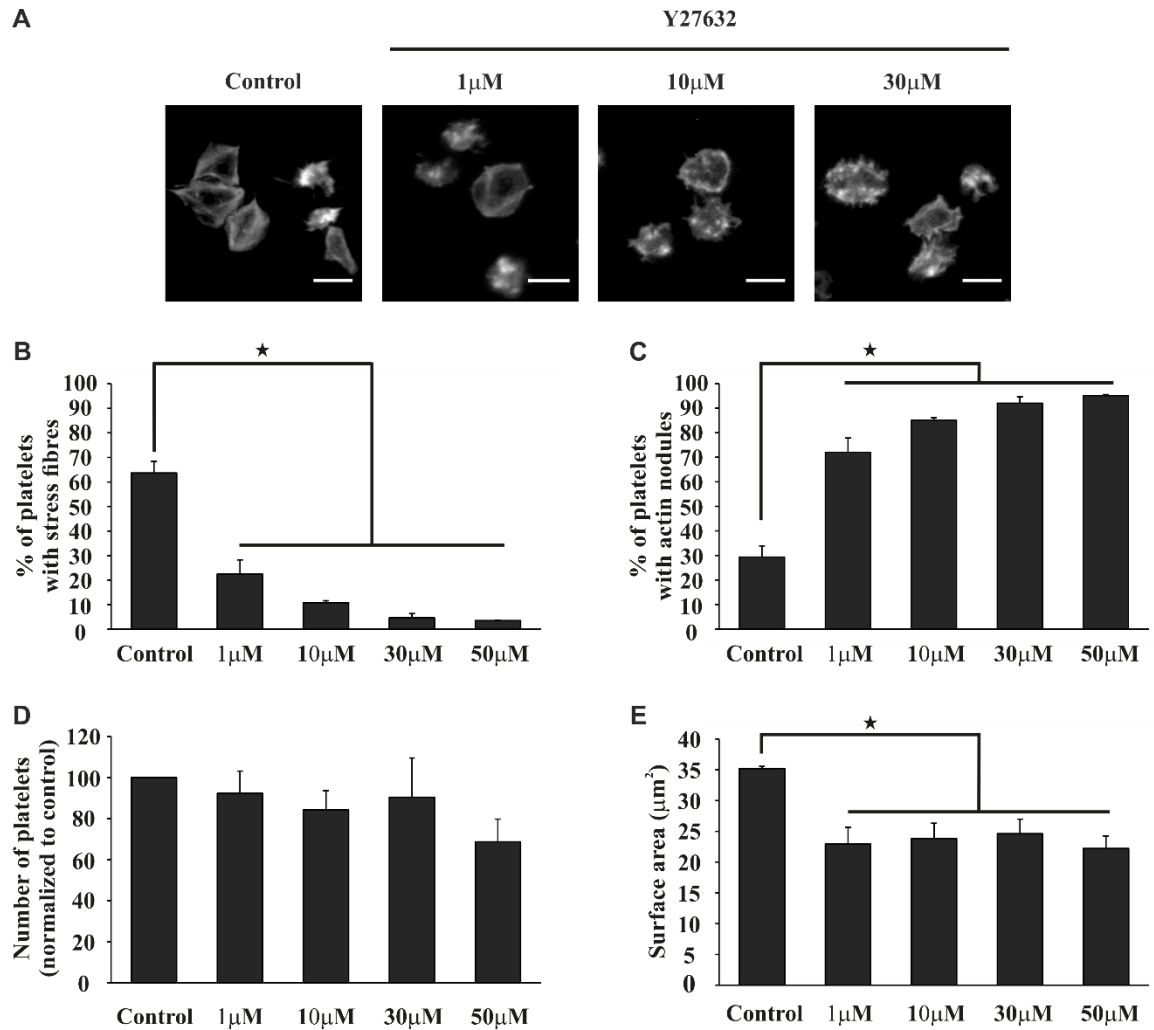 A
Y27632
Control
1µM
10µM
30µM
B
★
100
90
80
70
60
50
40
30
20
10
0
% of platelets
with stress fibres
Control
1µM
10µM
30µM
50µM
C
★
100
90
80
70
60
50
40
30
20
10
0
% of platelets
with actin nodules
Control
1µM
10µM
30µM
50µM
D
120
100
80
60
40
20
0
Number of platelets
(normalized to control)
Control
1µM
10µM
30µM
50µM
E
★
40
35
30
25
20
15
10
5
0
Surface area (µm²)
Control
1µM
10µM
30µM
50µM